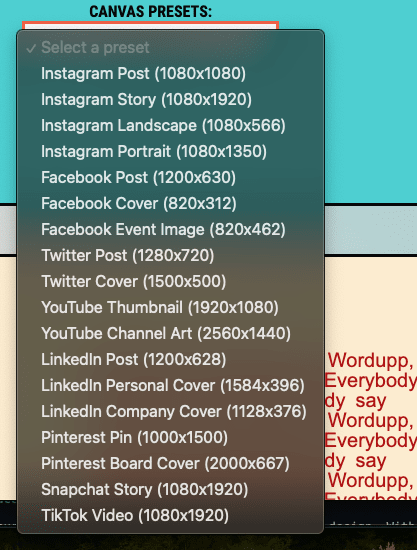 CANVAS PRESETS:
✓ Select a preset
Instagram Post (1080x1080)
Instagram Story (1080x1920)
Instagram Landscape (1080x566)
Instagram Portrait (1080x1350)
Facebook Post (1200x630)
Facebook Cover (820x312)
Facebook Event Image (820x462)
Twitter Post (1280x720)
Twitter Cover (1500x500)
YouTube Thumbnail (1920x1080)
YouTube Channel Art (2560x1440)
LinkedIn Post (1200x628)
LinkedIn Personal Cover (1584x396)
LinkedIn Company Cover (1128x376)
Pinterest Pin (1000x1500)
Pinterest Board Cover (2000x667)
Snapchat Story (1080x1920)
TikTok Video (1080x1920)
Wordupp,
Everybody
dy say
Wordupp,
Everybody
dy say
Wordupp,
Everybody